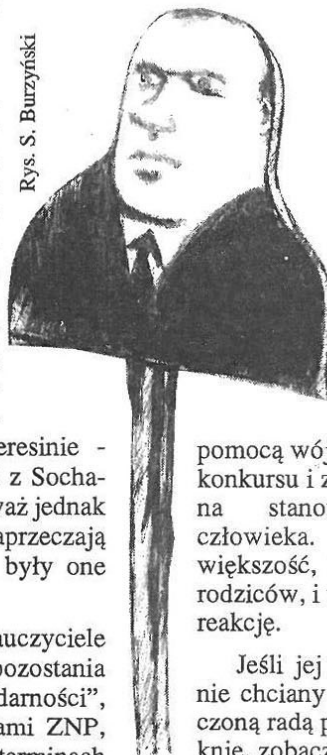 Rys. S. Burzyński
eresinie -
z Socha-
waż jednak
aprzeczają
były one
auczyciele
pozostania
darności",
ami ZNP,
terminach
pomocą wój
konkursu i z
na stano
człowieka.
większość,
rodziców, i
reakcję.
Jeśli jej
nie chciany
czoną radą p
knie, zobacz